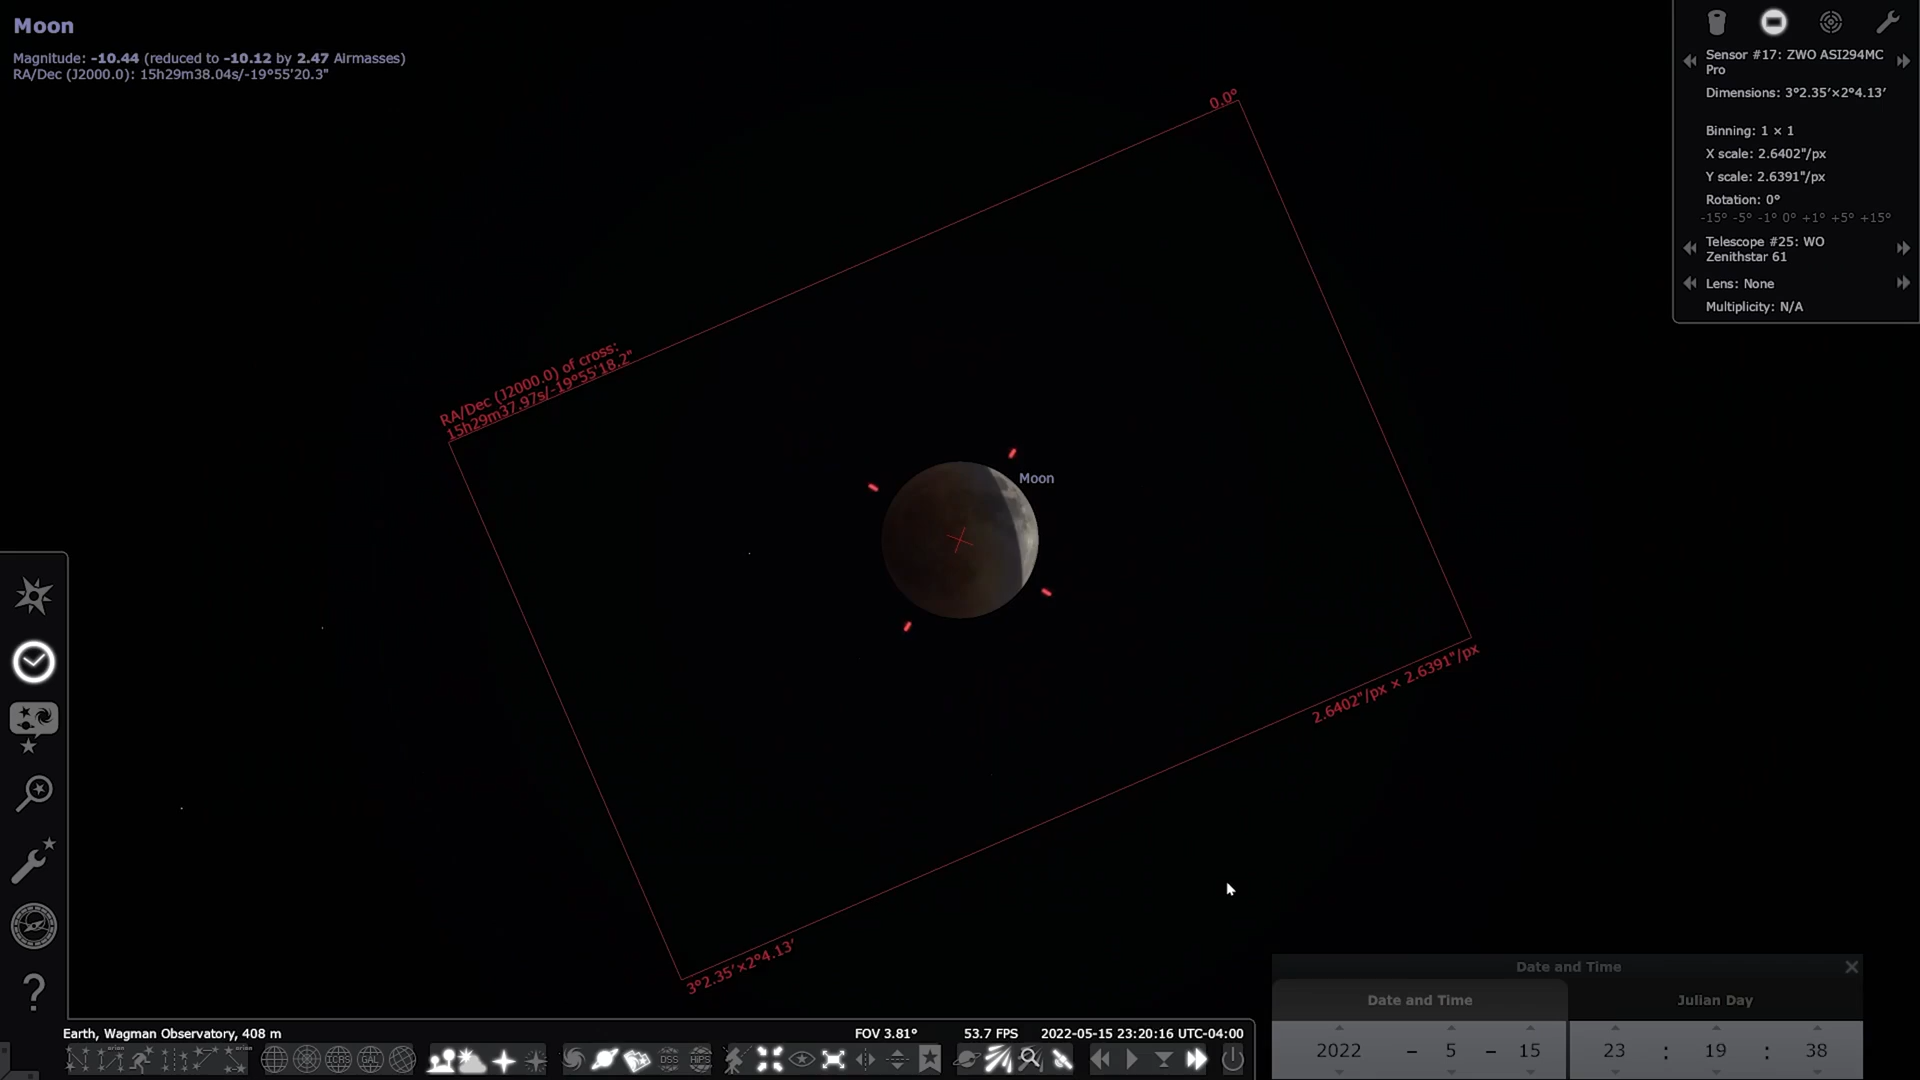 Moon
Magnitude: -10.44 (reduced to -10.12 by 2.47 Airmasses)
RA/Dec (J2000.0): 15h29m38.04s/-19°55'20.3"
Sensor #17: ZWO ASI294MC
Pro
Dimensions: 3°2.35'×2°4.13'
Binning: 1 × 1
X scale: 2.6402"/px
Y scale: 2.6391"/px
Rotation: 0°
-15° -5° -1° 0° +1° +5° +15°
Telescope #25: WO
Zenithstar 61
Lens: None
Multiplicity: N/A
0.0°
RA/Dec (J2000.0) of cross:
15h29m37.97s/-19°55'18.2"
Moon
2.6402"/px × 2.6391"/px
3°2.35'×2°4.13'
Date and Time
Date and Time
Julian Day
2022 – 5 – 15
23 : 19 : 38
Earth, Wagman Observatory, 408 m
FOV 3.81°
53.7 FPS
2022-05-15 23:20:16 UTC-04:00
ICRS
GAL
DSS
HiPS